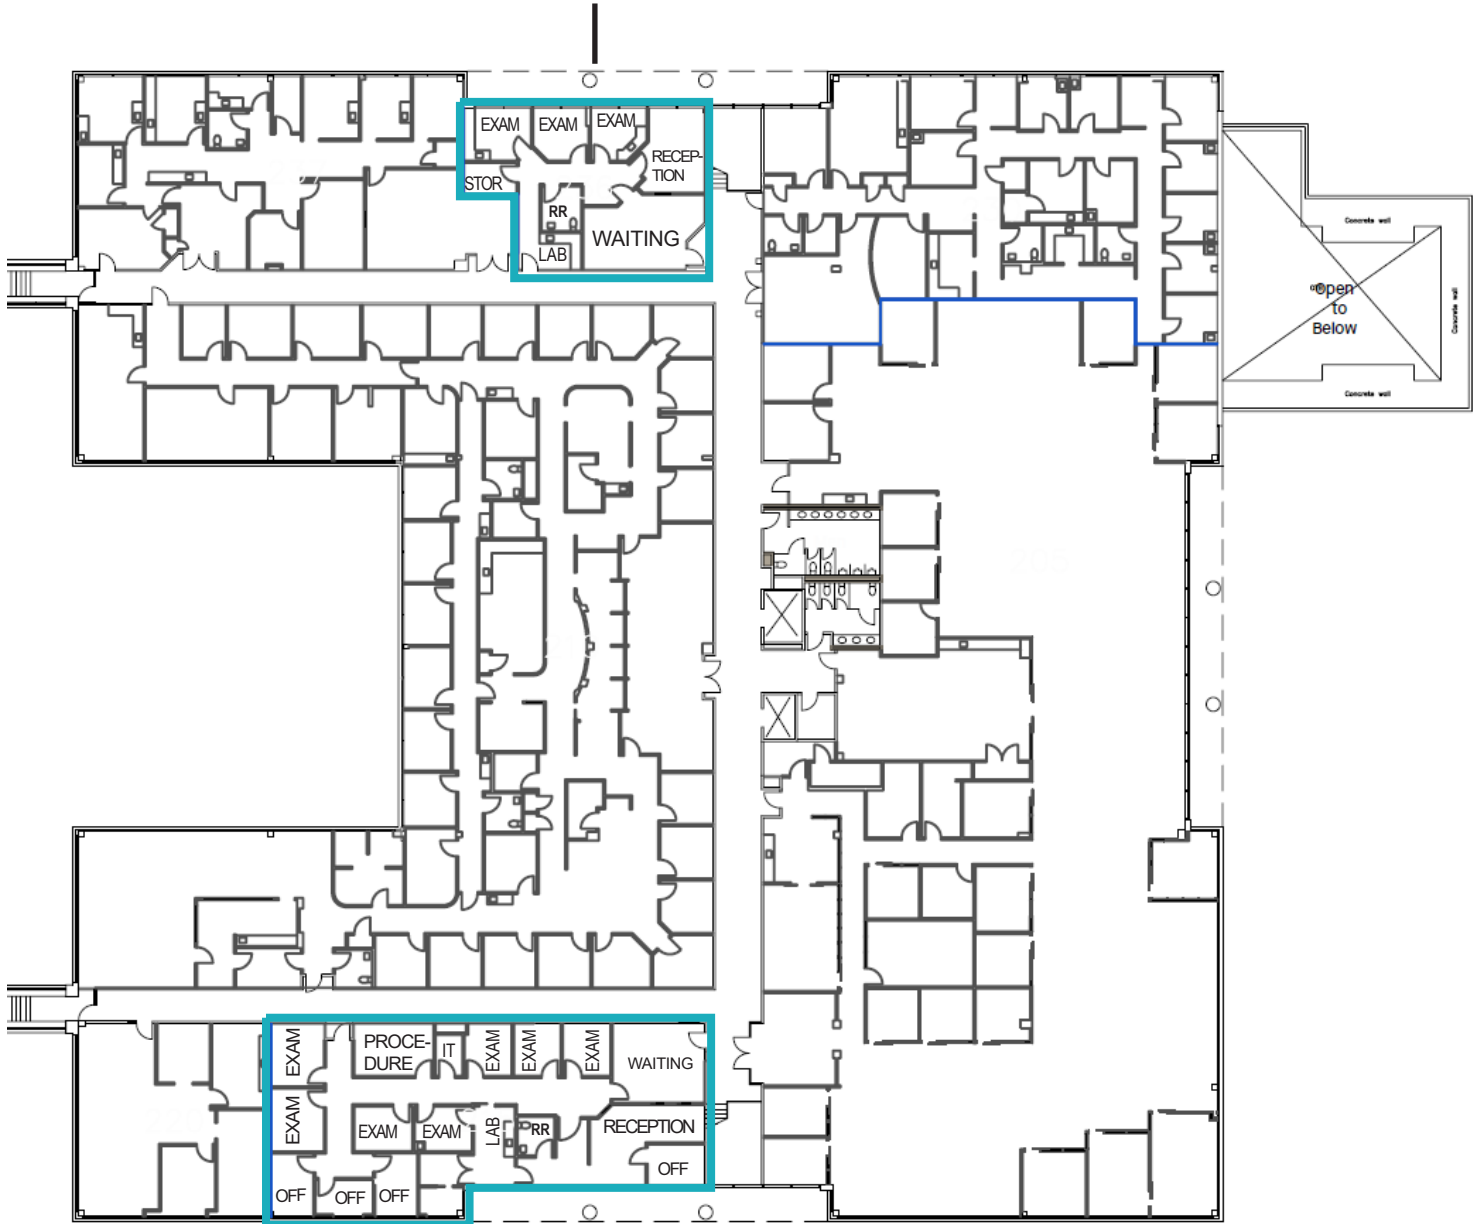 EXAM
EXAM
EXAM
RECEP-
TION
STOR
RR
WAITING
LAB
Concrete wall
Open
to
Below
Concrete wall
Concrete wall
EXAM
PROCE-
DURE
IT
EXAM
EXAM
EXAM
WAITING
EXAM
EXAM
EXAM
LAB
RR
RECEPTION
OFF
OFF
OFF
OFF